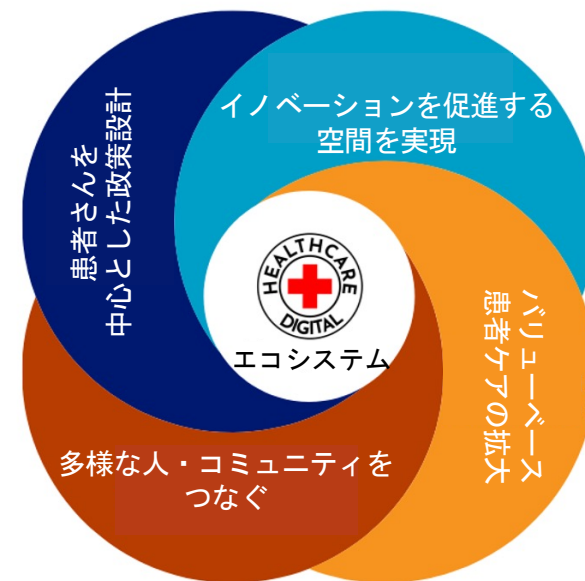 イノベーションを促進する
空間を実現
患者さんを
中心とした政策設計
HEALTHCARE
DIGITAL
エコシステム
バリューベース
患者ケアの拡大
多様な人・コミュニティを
つなぐ